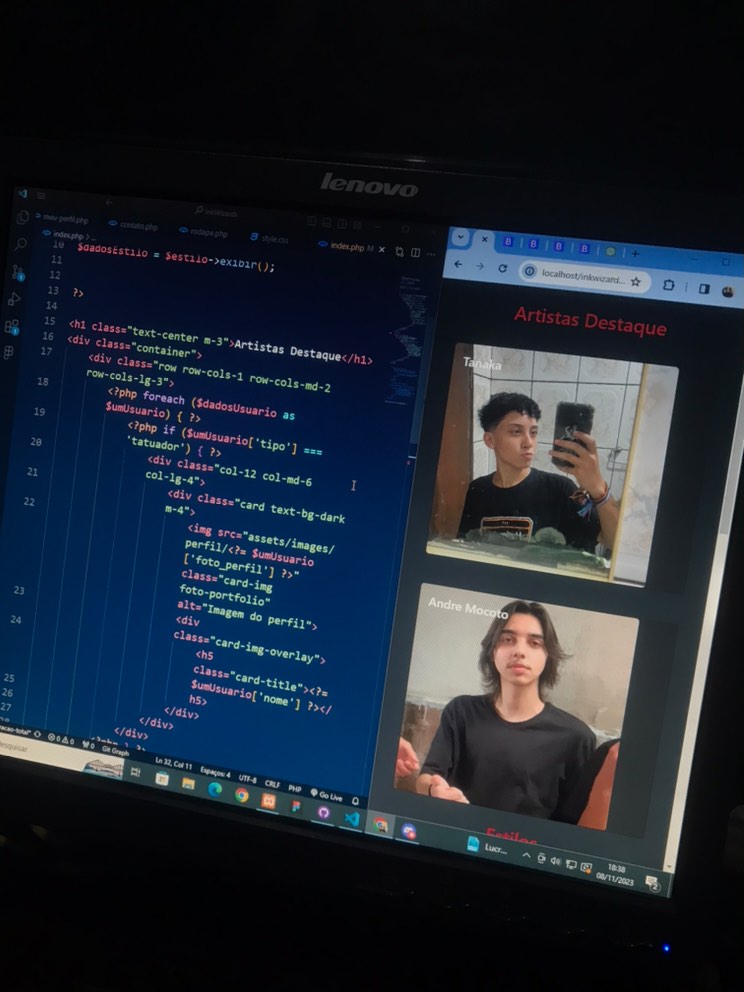 lenovo
meu-perfil.php
contato.php
rodape.php
style.css
index.php M
index.php > ...
10
$dadosEstilo = $estilo->exibir();
11
12
13 ?>
14
15 <h1 class="text-center m-3">Artistas Destaque</h1>
16 <div class="container">
17 <div class="row row-cols-1 row-cols-md-2
row-cols-lg-3">
18 <?php foreach ($dadosUsuario as
$umUsuario) { ?>
19 <?php if ($umUsuario['tipo'] ===
'tatuador') { ?>
20 <div class="col-12 col-md-6
col-lg-4">
21 <div class="card text-bg-dark
m-4">
22 <img src="assets/images/
perfil/<?= $umUsuario
['foto_perfil'] ?>"
class="card-img
foto-portfolio"
alt="Imagem do perfil">
23 <div
class="card-img-overlay">
24 <h5
class="card-title"><?=
$umUsuario['nome'] ?></
h5>
25 </div>
26 </div>
27 </div>
Git Graph
Ln 32, Col 11
Espaços: 4
UTF-8
CRLF
PHP
Go Live
localhost/inkwizard...
Artistas Destaque
Tanaka
Andre Mocoto
Estilos
Lucr...
18:38
08/11/2023
2